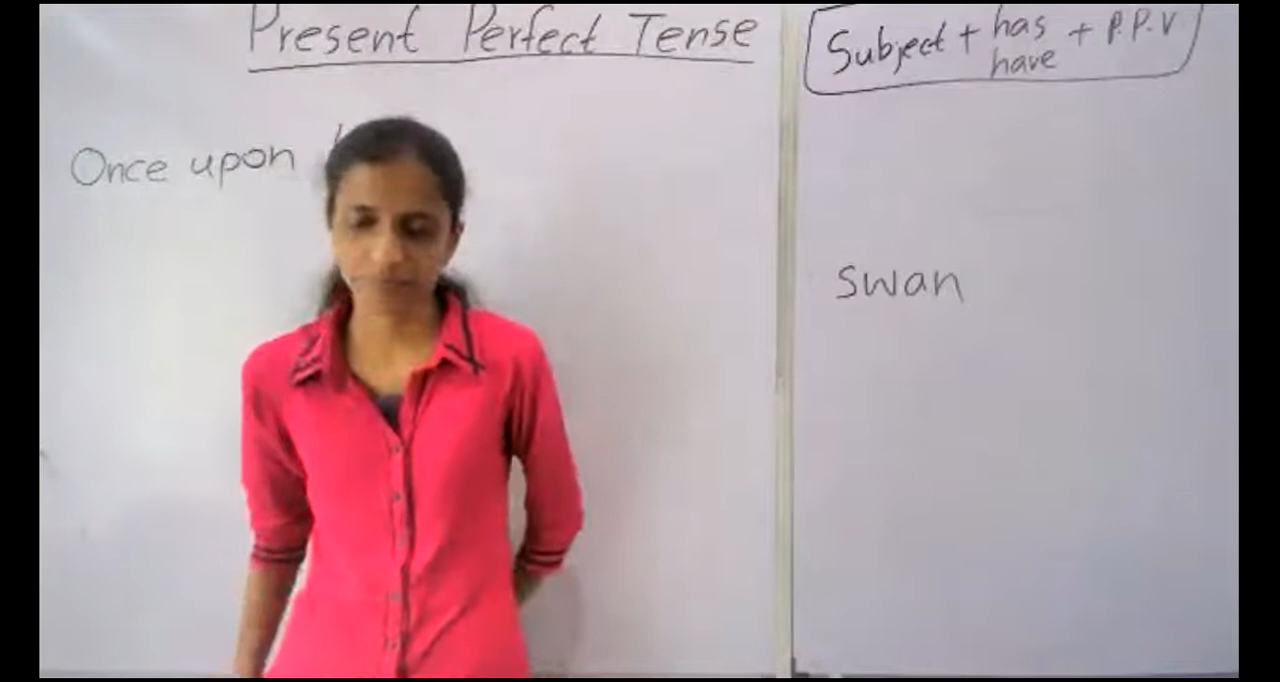 Present Perfect Tense
Subject + has + P.P.V
have
Once upon
swan